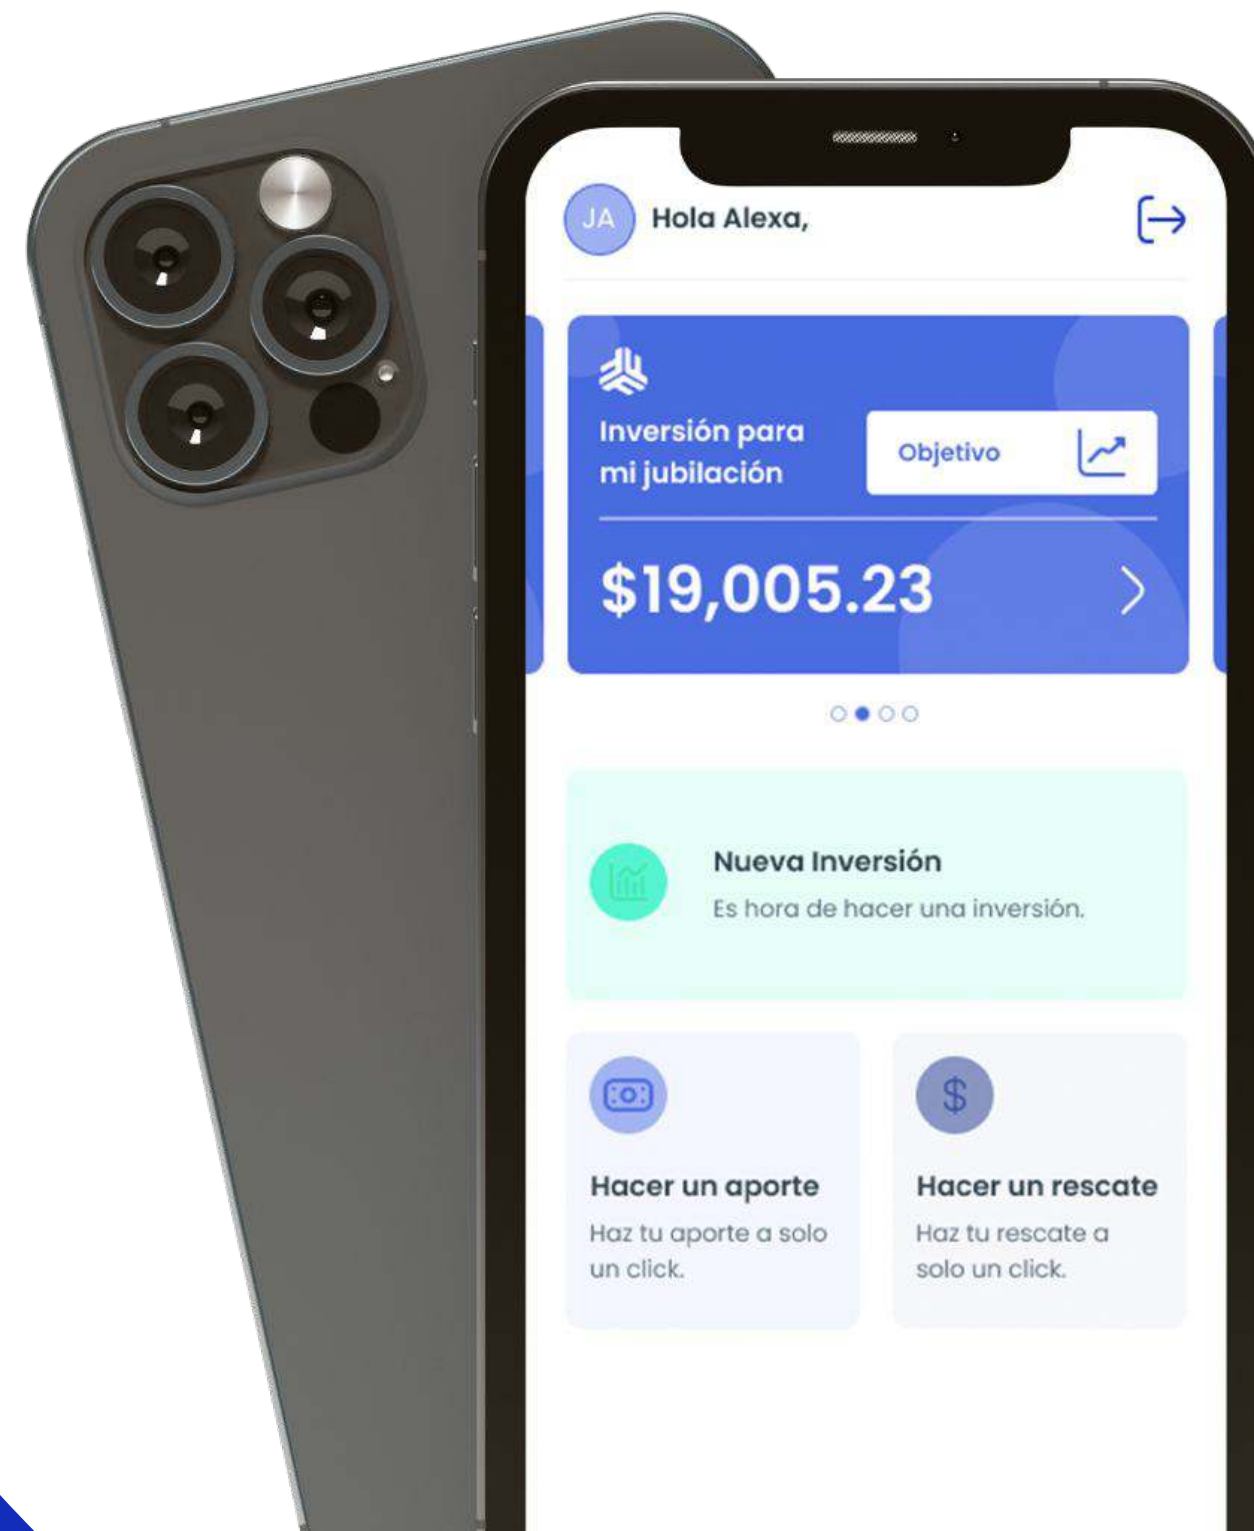 JA
Hola Alexa,
Inversión para
mi jubilación
Objetivo
$19,005.23
Nueva Inversión
Es hora de hacer una inversión.
Hacer un aporte
Haz tu aporte a solo
un click.
Hacer un rescate
Haz tu rescate a
solo un click.